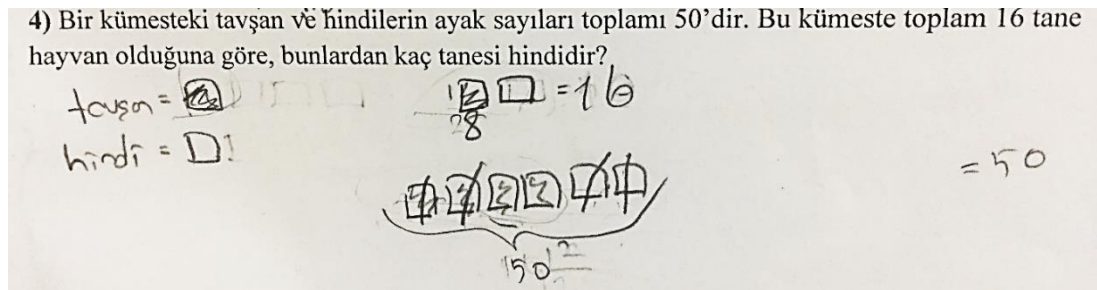 4) Bir kümesteki tavşan ve hindilerin ayak sayıları toplamı 50’dir. Bu kümeste toplam 16 tane
hayvan olduğuna göre, bunlardan kaç tanesi hindidir?
tavşan =
= 16
28
hindi =
= 50
50